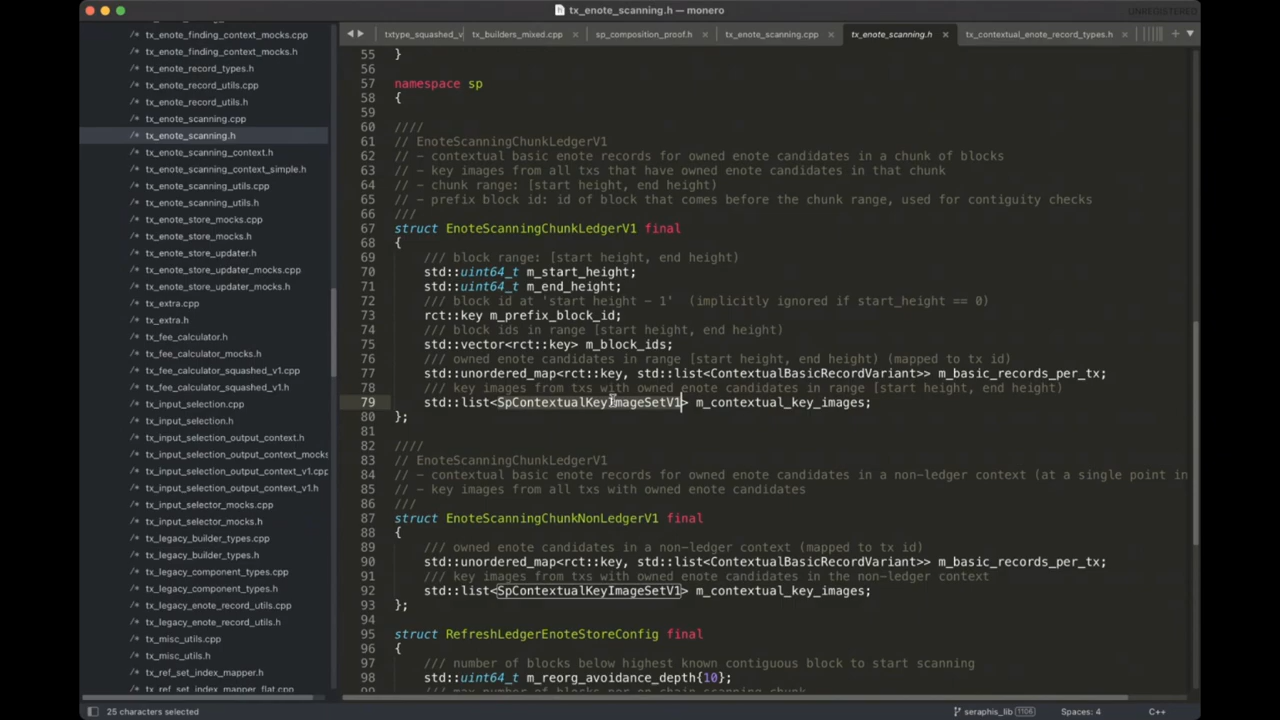 tx_enote_scanning.h — monero
UNREGISTERED
txtype_squashed_v
tx_builders_mixed.cpp
sp_composition_proof.h
tx_enote_scanning.cpp
tx_enote_scanning.h
tx_contextual_enote_record_types.h
/* tx_enote_finding_context_mocks.cpp
/* tx_enote_finding_context_mocks.h
/* tx_enote_record_types.h
/* tx_enote_record_utils.cpp
/* tx_enote_record_utils.h
/* tx_enote_scanning.cpp
/* tx_enote_scanning.h
/* tx_enote_scanning_context.h
/* tx_enote_scanning_context_simple.h
/* tx_enote_scanning_utils.cpp
/* tx_enote_scanning_utils.h
/* tx_enote_store_mocks.cpp
/* tx_enote_store_mocks.h
/* tx_enote_store_updater.h
/* tx_enote_store_updater_mocks.cpp
/* tx_enote_store_updater_mocks.h
/* tx_extra.cpp
/* tx_extra.h
/* tx_fee_calculator.h
/* tx_fee_calculator_mocks.h
/* tx_fee_calculator_squashed_v1.cpp
/* tx_fee_calculator_squashed_v1.h
/* tx_input_selection.cpp
/* tx_input_selection.h
/* tx_input_selection_output_context.h
/* tx_input_selection_output_context_mocks
/* tx_input_selection_output_context_v1.cpp
/* tx_input_selection_output_context_v1.h
/* tx_input_selector_mocks.cpp
/* tx_input_selector_mocks.h
/* tx_legacy_builder_types.cpp
/* tx_legacy_builder_types.h
/* tx_legacy_component_types.cpp
/* tx_legacy_component_types.h
/* tx_legacy_enote_record_utils.cpp
/* tx_legacy_enote_record_utils.h
/* tx_misc_utils.cpp
/* tx_misc_utils.h
/* tx_ref_set_index_mapper.h
/* tx_ref_set_index_mapper_flat.cpp
55 }
56
57 namespace sp
58 {
59
60 ////
61 // EnoteScanningChunkLedgerV1
62 // - contextual basic enote records for owned enote candidates in a chunk of blocks
63 // - key images from all txs that have owned enote candidates in that chunk
64 // - chunk range: [start height, end height)
65 // - prefix block id: id of block that comes before the chunk range, used for contiguity checks
66 ///
67 struct EnoteScanningChunkLedgerV1 final
68 {
69 /// block range: [start height, end height)
70 std::uint64_t m_start_height;
71 std::uint64_t m_end_height;
72 /// block id at 'start height - 1' (implicitly ignored if start_height == 0)
73 rct::key m_prefix_block_id;
74 /// block ids in range [start height, end height)
75 std::vector<rct::key> m_block_ids;
76 /// owned enote candidates in range [start height, end height) (mapped to tx id)
77 std::unordered_map<rct::key, std::list<ContextualBasicRecordVariant>> m_basic_records_per_tx;
78 /// key images from txs with owned enote candidates in range [start height, end height)
79 std::list<SpContextualKeyImageSetV1> m_contextual_key_images;
80 };
81
82 ////
83 // EnoteScanningChunkLedgerV1
84 // - contextual basic enote records for owned enote candidates in a non-ledger context (at a single point in
85 // - key images from all txs with owned enote candidates
86 ///
87 struct EnoteScanningChunkNonLedgerV1 final
88 {
89 /// owned enote candidates in a non-ledger context (mapped to tx id)
90 std::unordered_map<rct::key, std::list<ContextualBasicRecordVariant>> m_basic_records_per_tx;
91 /// key images from txs with owned enote candidates in the non-ledger context
92 std::list<SpContextualKeyImageSetV1> m_contextual_key_images;
93 };
94
95 struct RefreshLedgerEnoteStoreConfig final
96 {
97 /// number of blocks below highest known contiguous block to start scanning
98 std::uint64_t m_reorg_avoidance_depth{10};
99 /// max number of blocks per on-chain scanning chunk
25 characters selected
seraphis_lib 1106
Spaces: 4
C++